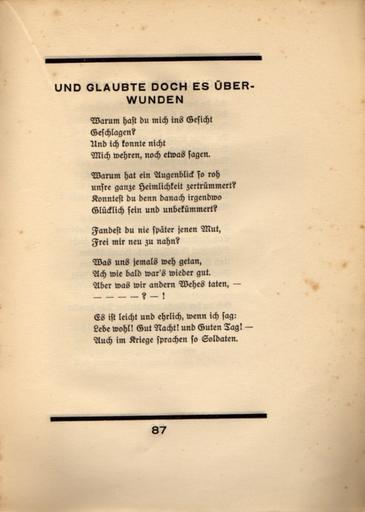 UND GLAUBTE DOCH ES ÜBER-
WUNDEN
Warum hast du mich ins Gesicht
Geschlagen?
Und ich konnte nicht
Mich wehren, noch etwas sagen.
Warum hat ein Augenblick so roh
unsre ganze Heimlichkeit zertrümmert?
Konntest du denn danach irgendwo
Glücklich sein und unbekümmert?
Fandest du nie später jenen Mut,
Frei mir neu zu nahn?
Was uns jemals weh getan,
Ach wie bald war's wieder gut.
Aber was wir andern Wehes taten, —
— — — — ? — !
Es ist leicht und ehrlich, wenn ich sag:
Lebe wohl! Gut Nacht! und Guten Tag! —
Auch im Kriege sprachen so Soldaten.
87